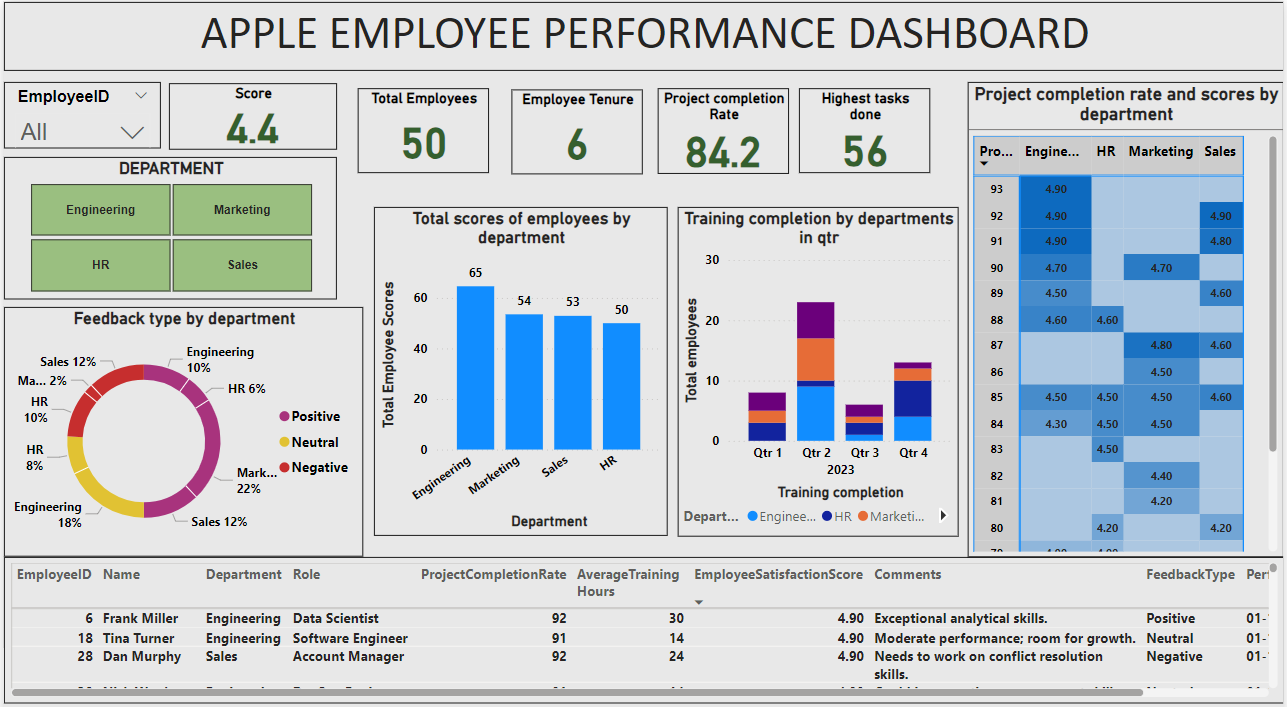 APPLE EMPLOYEE PERFORMANCE DASHBOARD
EmployeeID
All
Score
4.4
Total Employees
50
Employee Tenure
6
Project completion
Rate
84.2
Highest tasks
done
56
DEPARTMENT
Engineering
Marketing
HR
Sales
Feedback type by department
Sales 12%
Engineering
10%
Ma... 2%
HR 6%
HR
10%
HR
8%
Mark...
22%
Engineering
18%
Sales 12%
Positive
Neutral
Negative
Total scores of employees by
department
Total Employee Scores
60
40
20
0
65
54
53
50
Engineering
Marketing
Sales
HR
Department
Training completion by departments
in qtr
Total employees
30
20
10
0
Qtr 1 Qtr 2 Qtr 3 Qtr 4
2023
Training completion
Depart... Enginee... HR Marketi...
Project completion rate and scores by
department
Pro... Engine... HR Marketing Sales
93 4.90
92 4.90 4.90
91 4.90 4.80
90 4.70 4.70
89 4.50 4.60
88 4.60 4.60
87 4.80 4.60
86 4.50
85 4.50 4.50 4.50 4.60
84 4.30 4.50 4.50
83 4.50
82 4.40
81 4.20
80 4.20 4.20
EmployeeID Name Department Role ProjectCompletionRate AverageTraining EmployeeSatisfactionScore Comments FeedbackType Perf
Hours
6 Frank Miller Engineering Data Scientist 92 30 4.90 Exceptional analytical skills. Positive 01-
18 Tina Turner Engineering Software Engineer 91 14 4.90 Moderate performance; room for growth. Neutral 01-
28 Dan Murphy Sales Account Manager 92 24 4.90 Needs to work on conflict resolution Negative 01-
skills.